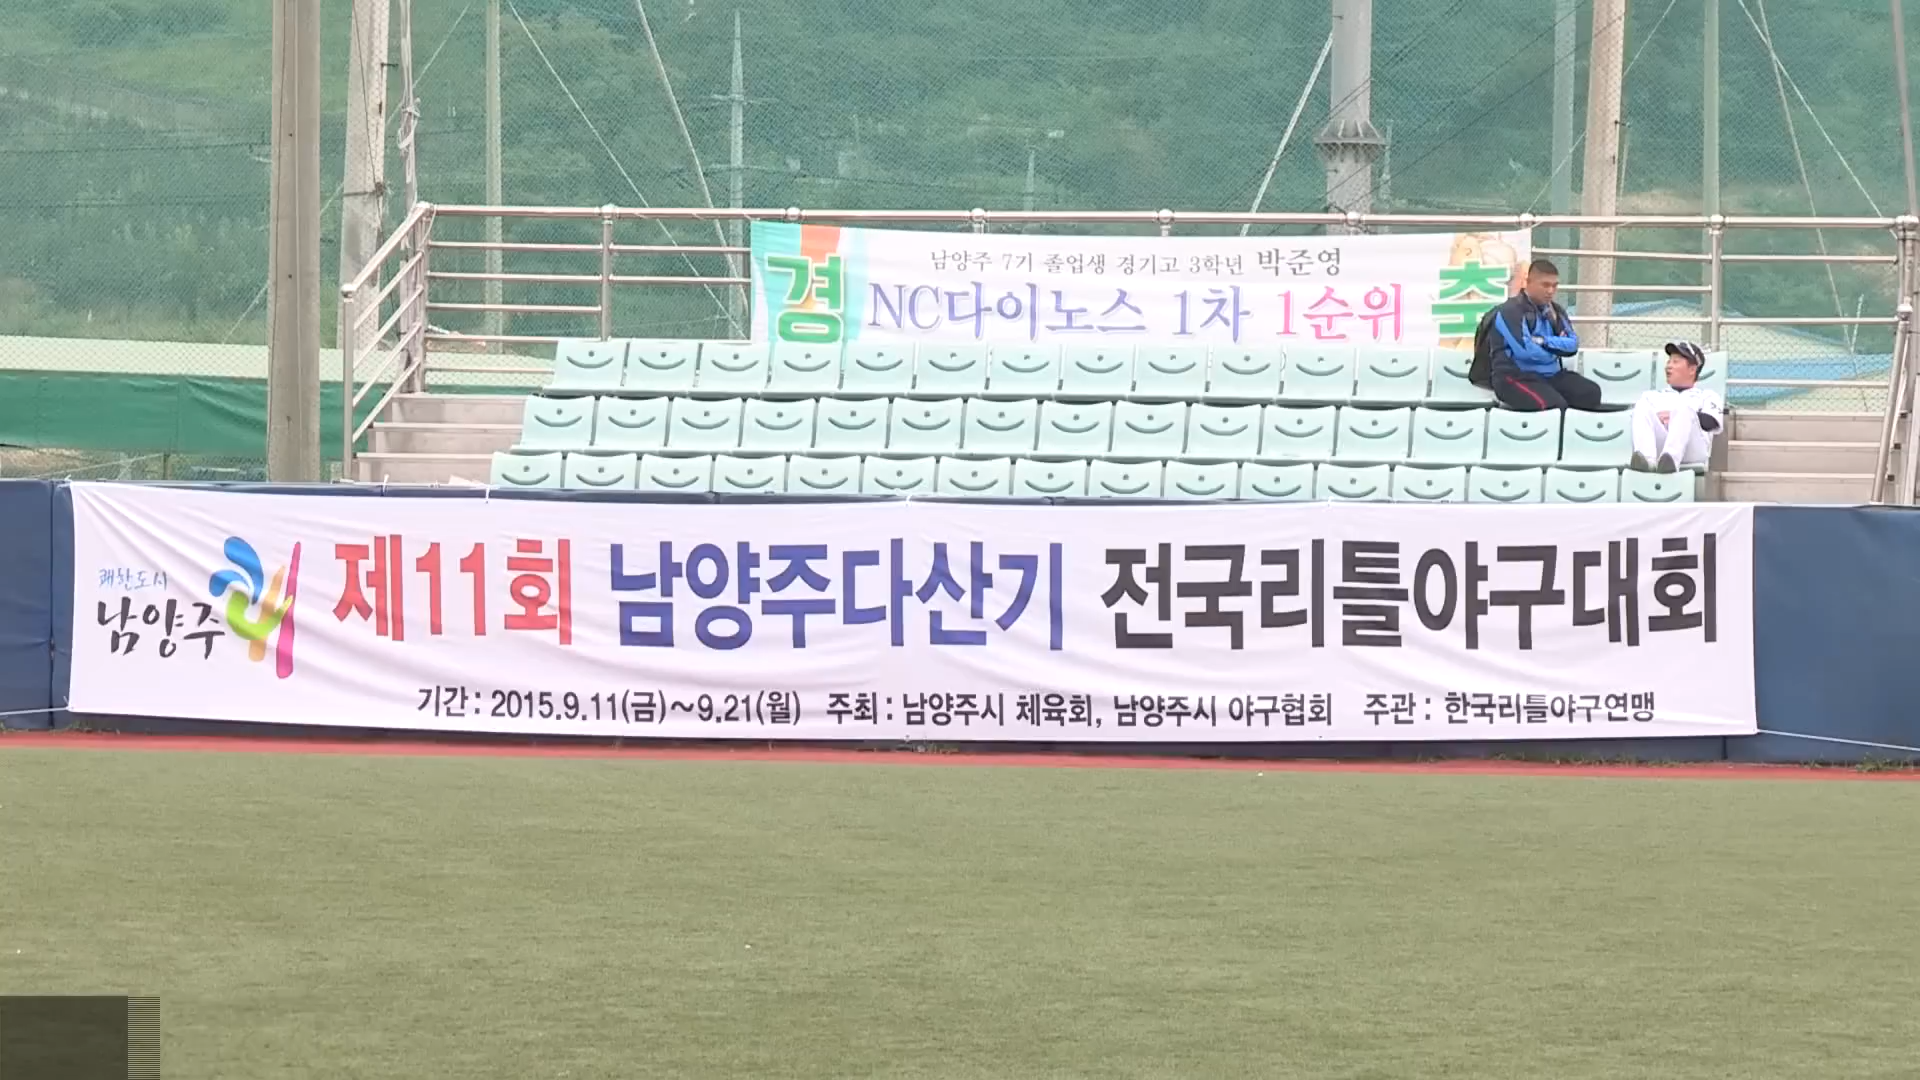 경 축
남양주 7기 졸업생 경기고 3학년 박준영
NC다이노스 1차 1순위
쾌한도시
남양주
제11회 남양주다산기 전국리틀야구대회
기간 : 2015.9.11(금)~9.21(월) 주최 : 남양주시 체육회, 남양주시 야구협회 주관 : 한국리틀야구연맹